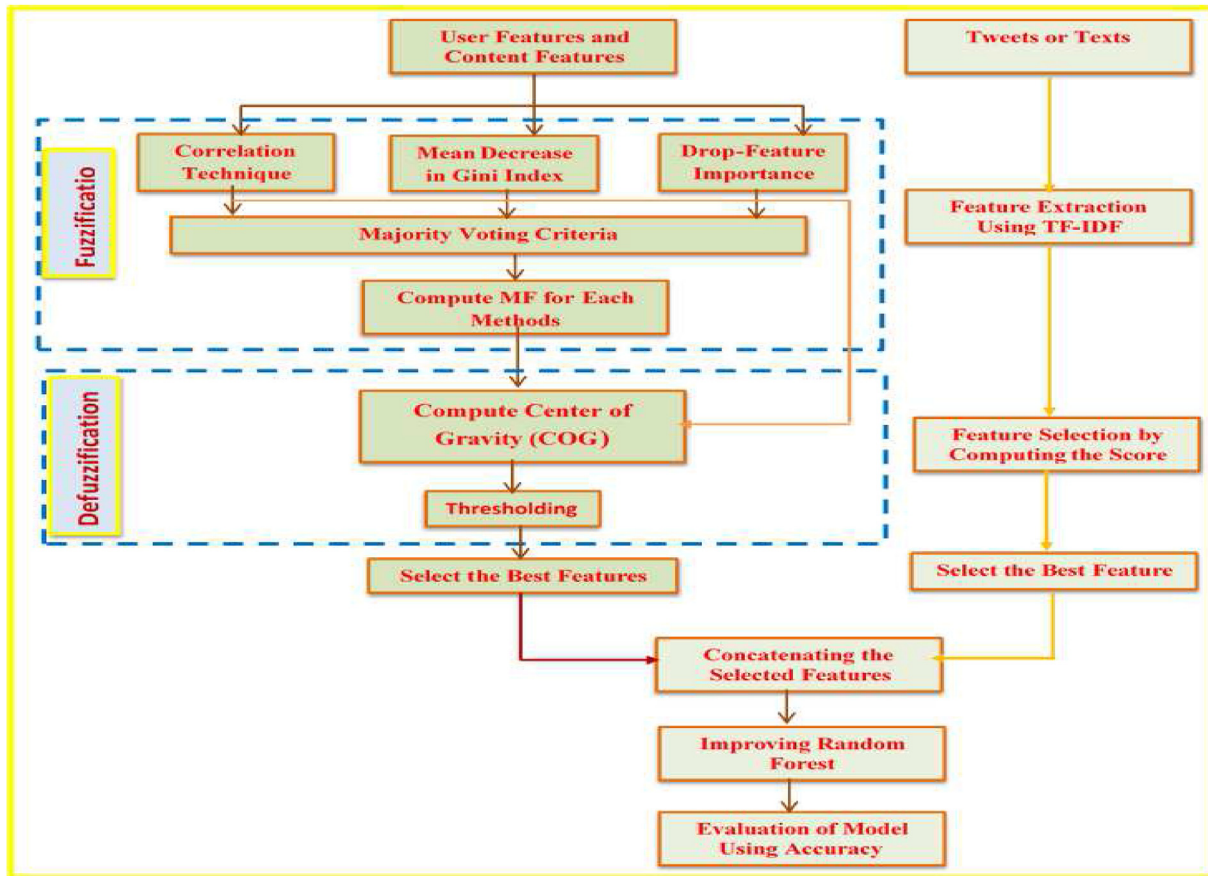 User Features and
Content Features
Tweets or Texts
Fuzzificatio
Correlation
Technique
Mean Decrease
in Gini Index
Drop-Feature
Importance
Majority Voting Criteria
Feature Extraction
Using TF-IDF
Compute MF for Each
Methods
Defuzzification
Compute Center of
Gravity (COG)
Feature Selection by
Computing the Score
Thresholding
Select the Best Features
Select the Best Feature
Concatenating the
Selected Features
Improving Random
Forest
Evaluation of Model
Using Accuracy